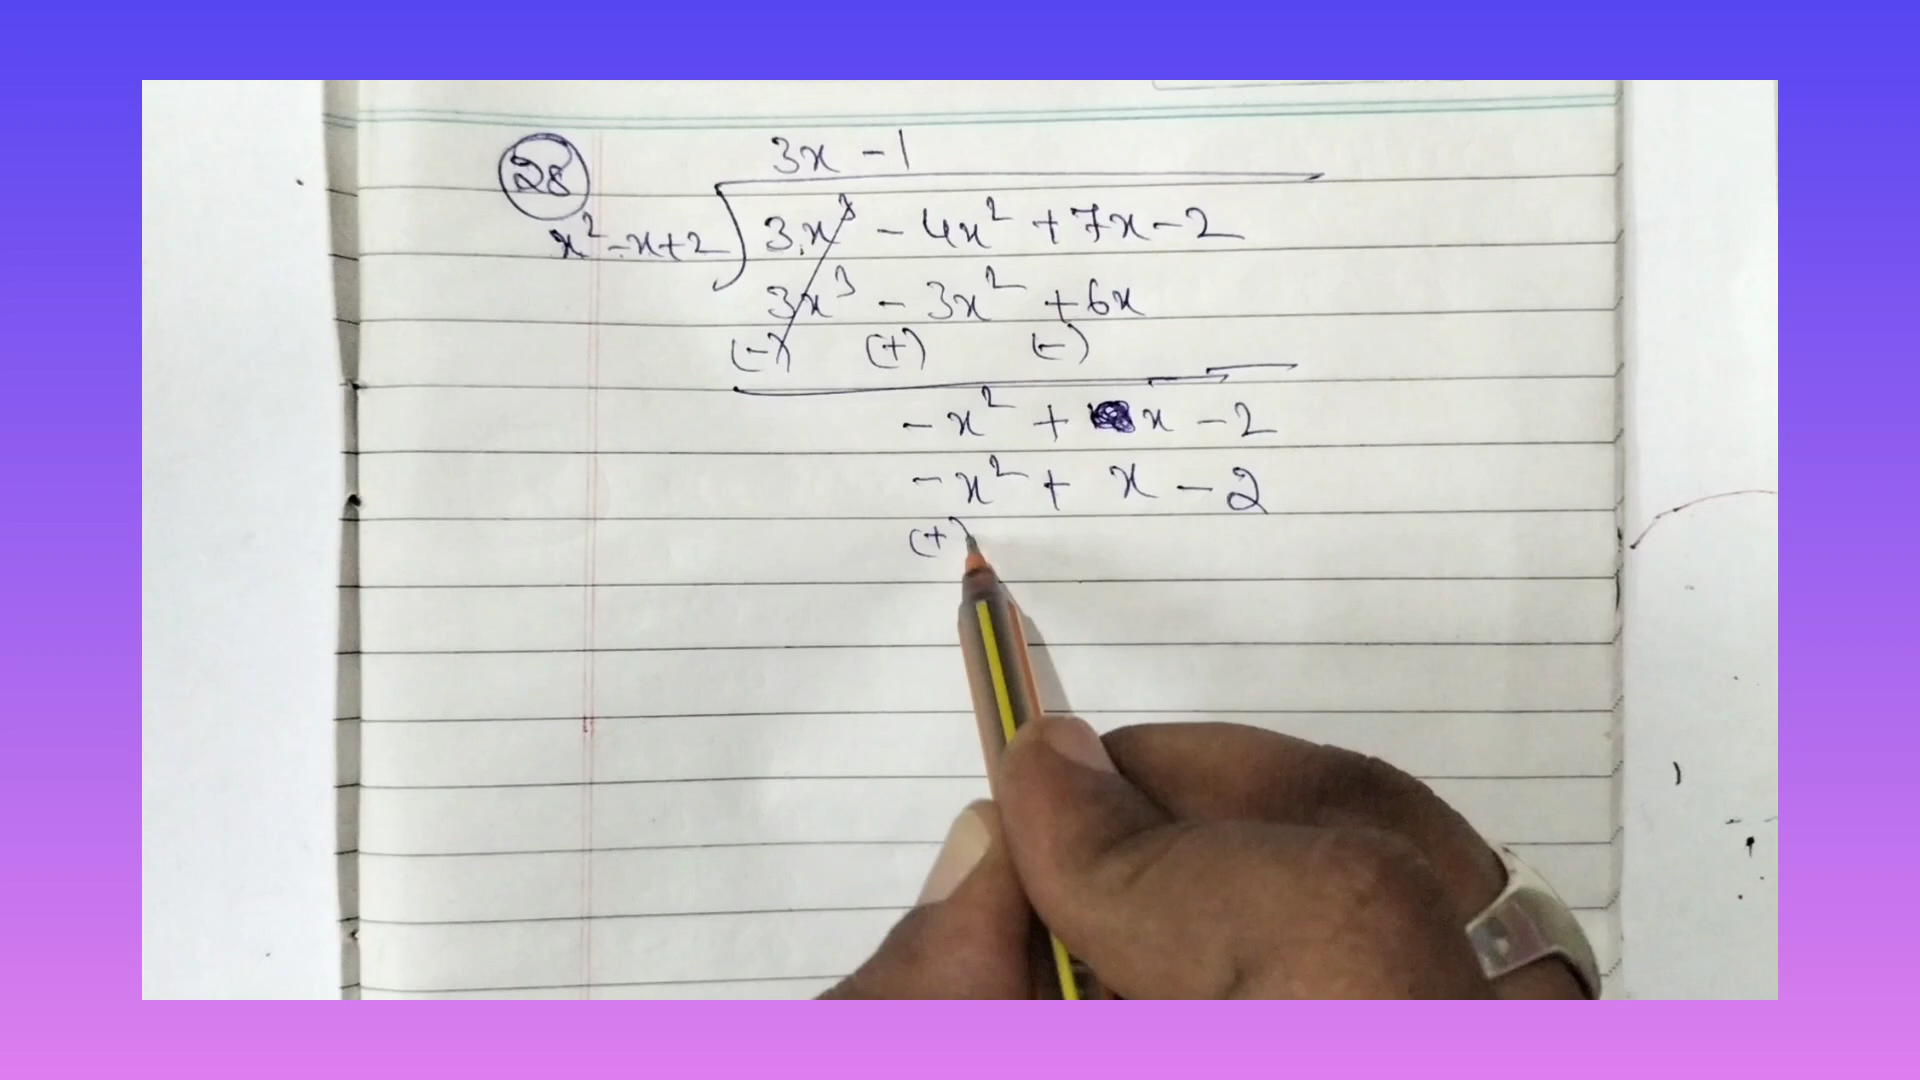 28
3x - 1
x² - x + 2 ) 3x³ - 4x² + 7x - 2
3x³ - 3x² + 6x
(-) (+) (-)
- x² + x - 2
- x² + x - 2
(+)